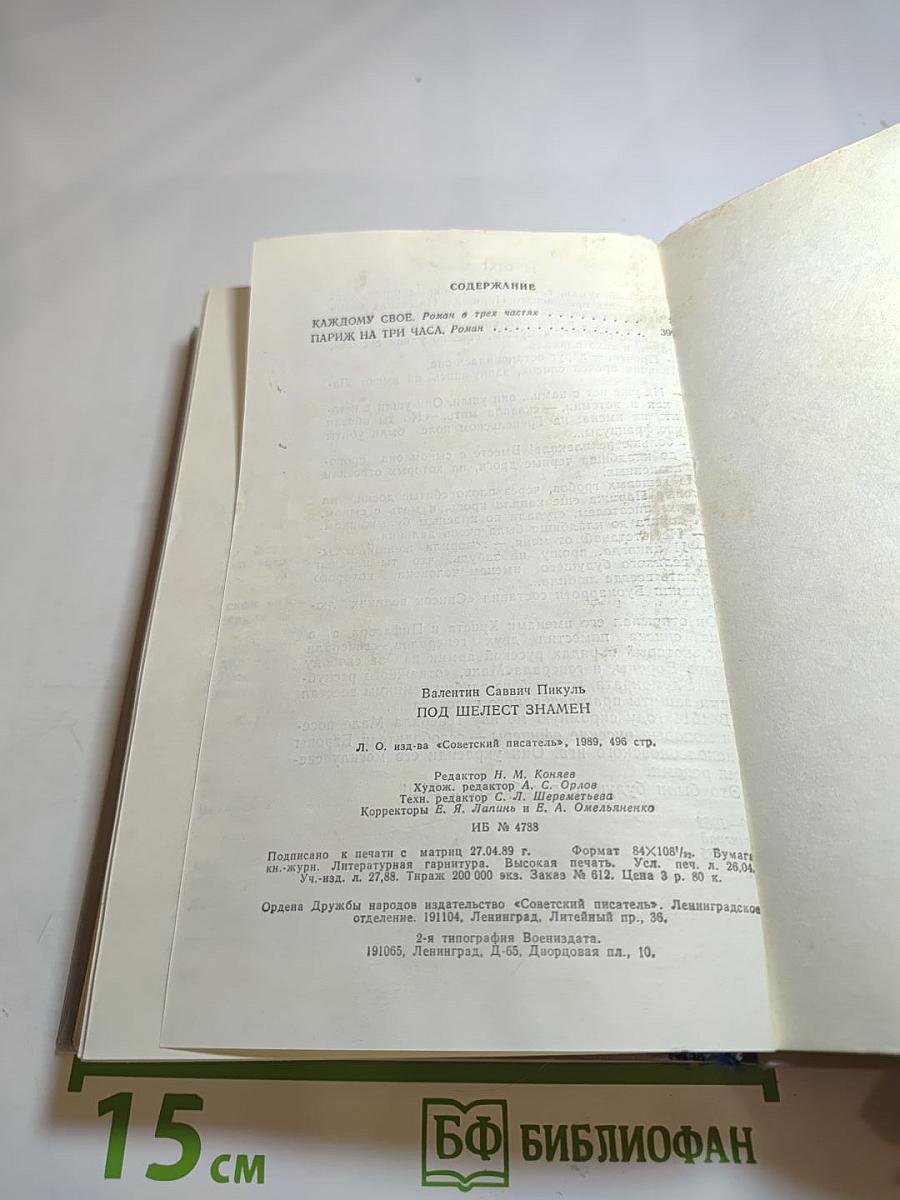 СОДЕРЖАНИЕ
КАЖДОМУ СВОЕ. Роман в трех частях . . . . . . . . .
ПАРИЖ НА ТРИ ЧАСА. Роман . . . . . . . . . . . . . .
Валентин Саввич Пикуль
ПОД ШЕЛЕСТ ЗНАМЕН
Л. О. изд-ва «Советский писатель», 1989, 496 стр.
Редактор Н. М. Коняев
Худож. редактор А. С. Орлов
Техн. редактор С. Л. Шереметьева
Корректоры Е. Я. Лапинь и Е. А. Омельяненко
ИБ № 4788
Подписано к печати с матриц 27.04.89 г. Формат 84×108¹/₃₂. Бумага
кн.-журн. Литературная гарнитура. Высокая печать. Усл. печ. л. 26,04.
Уч.-изд. л. 27,88. Тираж 200 000 экз. Заказ № 612. Цена 3 р. 80 к.
Ордена Дружбы народов издательство «Советский писатель». Ленинградское
отделение. 191104, Ленинград, Литейный пр., 36.
2-я типография Воениздата.
191065, Ленинград, Д-65, Дворцовая пл., 10.
15 см
БФ БИБЛИОФАН